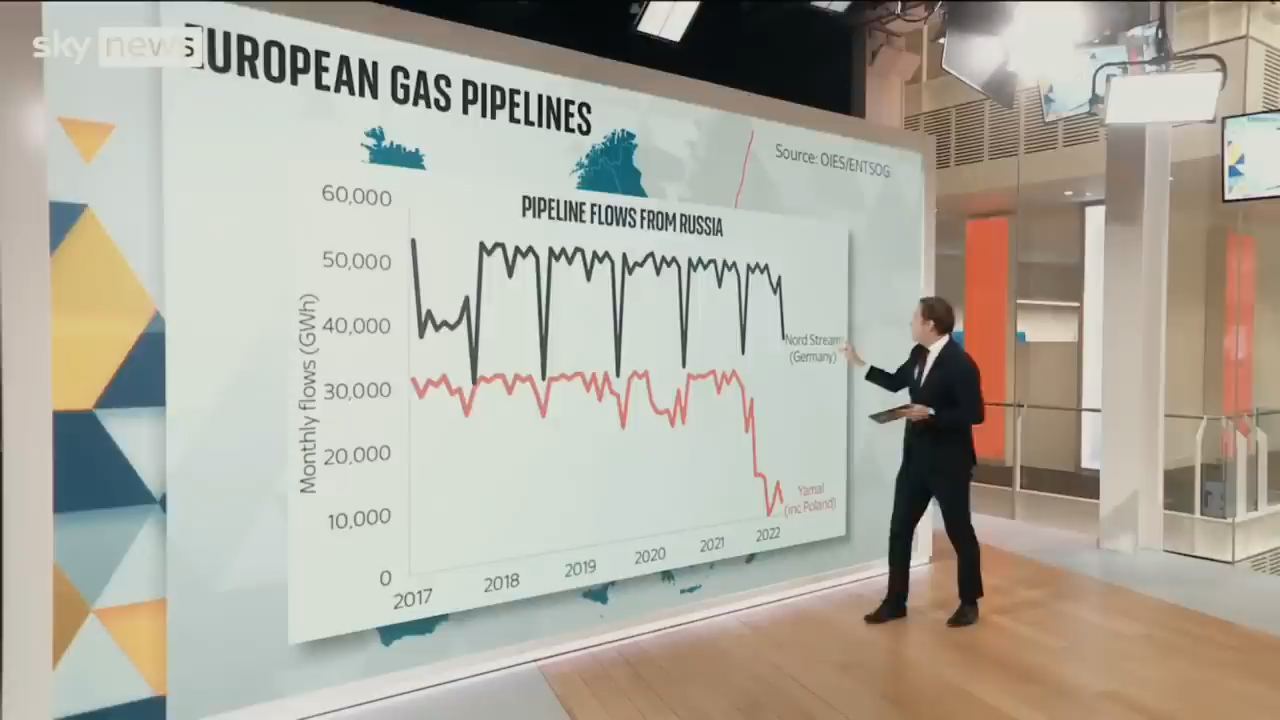 sky news
EUROPEAN GAS PIPELINES
Source: OIES/ENTSOG
PIPELINE FLOWS FROM RUSSIA
Monthly flows (GWh)
60,000
50,000
40,000
30,000
20,000
10,000
0
2017
2018
2019
2020
2021
2022
Nord Stream
(Germany)
Yamal
(inc Poland)